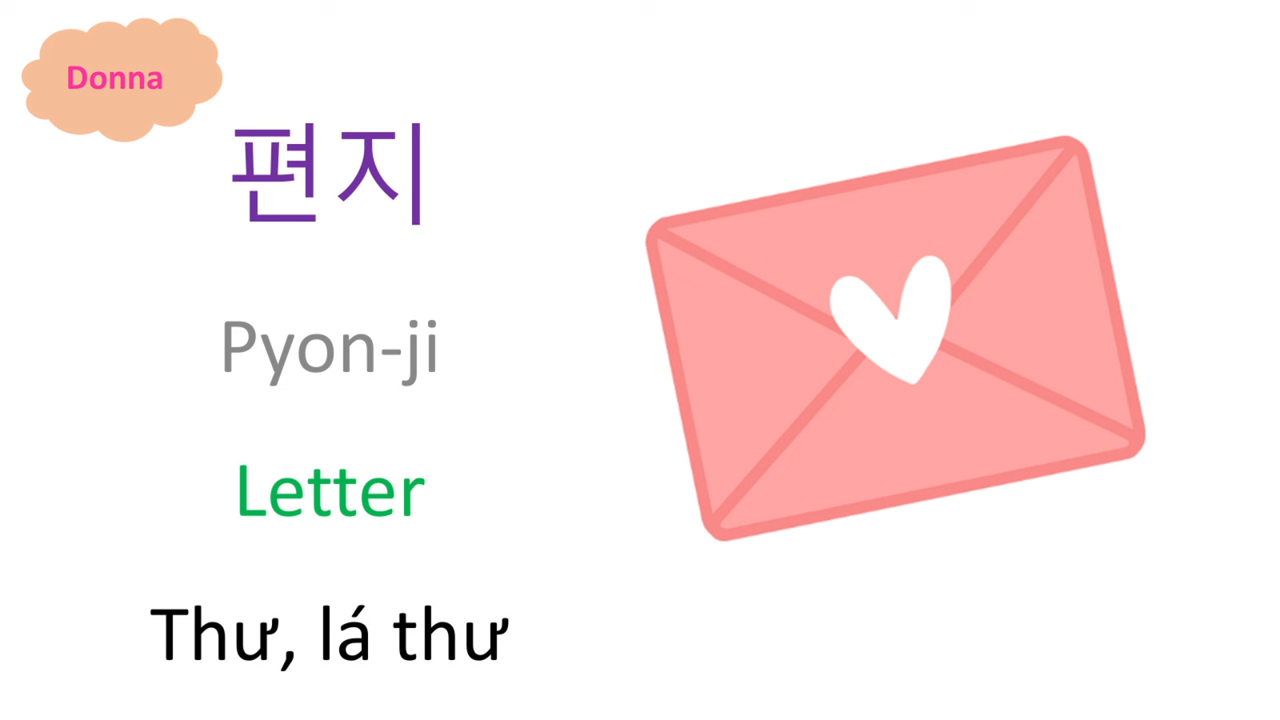 Donna
편지
Pyon-ji
Letter
Thư, lá thư